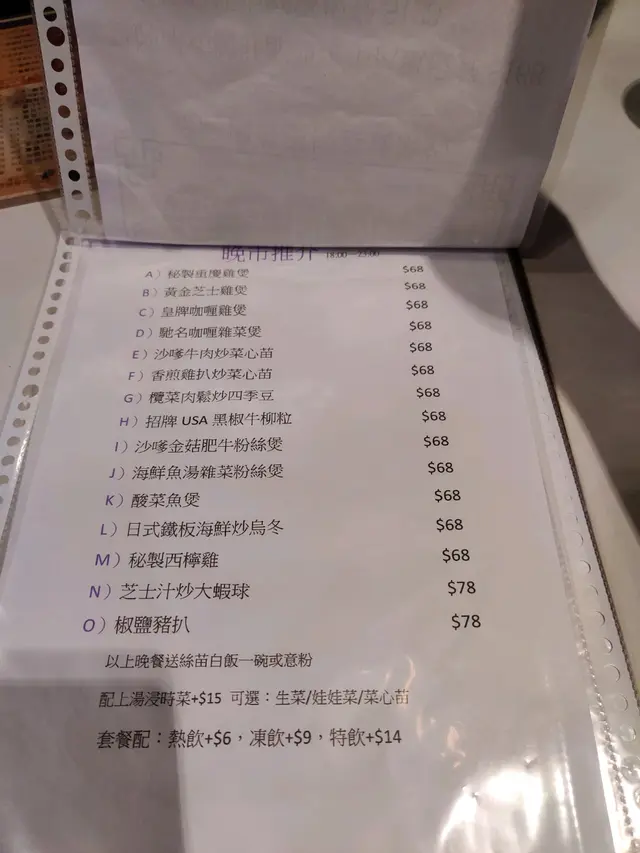 晚市推介 18:00—23:00
A）秘製重慶雞煲 $68
B）黃金芝士雞煲 $68
C）皇牌咖喱雞煲 $68
D）馳名咖喱雜菜煲 $68
E）沙嗲牛肉炒菜心苗 $68
F）香煎雞扒炒菜心苗 $68
G）欖菜肉鬆炒四季豆 $68
H）招牌 USA 黑椒牛柳粒 $68
I）沙嗲金菇肥牛粉絲煲 $68
J）海鮮魚湯雜菜粉絲煲 $68
K）酸菜魚煲 $68
L）日式鐵板海鮮炒烏冬 $68
M）秘製西檸雞 $68
N）芝士汁炒大蝦球 $78
O）椒鹽豬扒 $78
以上晚餐送絲苗白飯一碗或意粉
配上湯浸時菜+$15 可選：生菜/娃娃菜/菜心苗
套餐配：熱飲+$6，凍飲+$9，特飲+$14